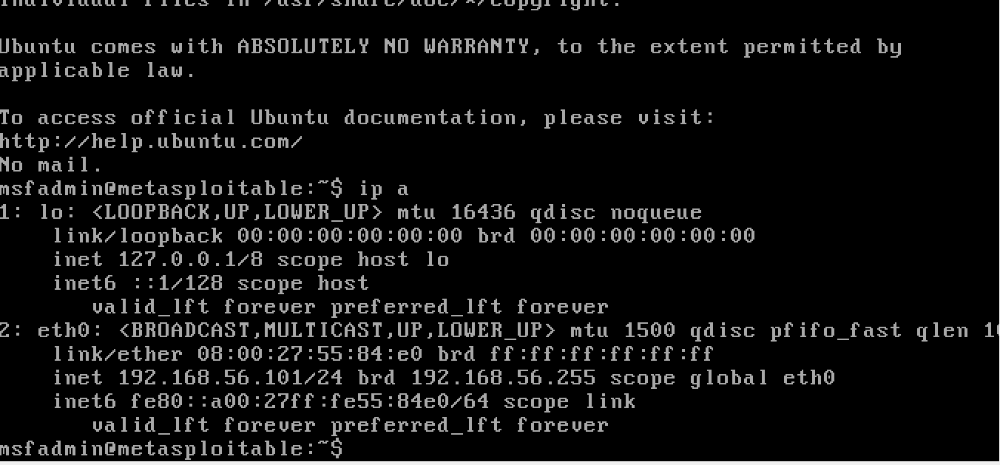 individual files in /usr/share/doc/*/copyright.
Ubuntu comes with ABSOLUTELY NO WARRANTY, to the extent permitted by
applicable law.
To access official Ubuntu documentation, please visit:
http://help.ubuntu.com/
No mail.
msfadmin@metasploitable:~$ ip a
1: lo: <LOOPBACK,UP,LOWER_UP> mtu 16436 qdisc noqueue
    link/loopback 00:00:00:00:00:00 brd 00:00:00:00:00:00
    inet 127.0.0.1/8 scope host lo
    inet6 ::1/128 scope host
       valid_lft forever preferred_lft forever
2: eth0: <BROADCAST,MULTICAST,UP,LOWER_UP> mtu 1500 qdisc pfifo_fast qlen
    link/ether 08:00:27:55:84:e0 brd ff:ff:ff:ff:ff:ff
    inet 192.168.56.101/24 brd 192.168.56.255 scope global eth0
    inet6 fe80::a00:27ff:fe55:84e0/64 scope link
       valid_lft forever preferred_lft forever
msfadmin@metasploitable:~$